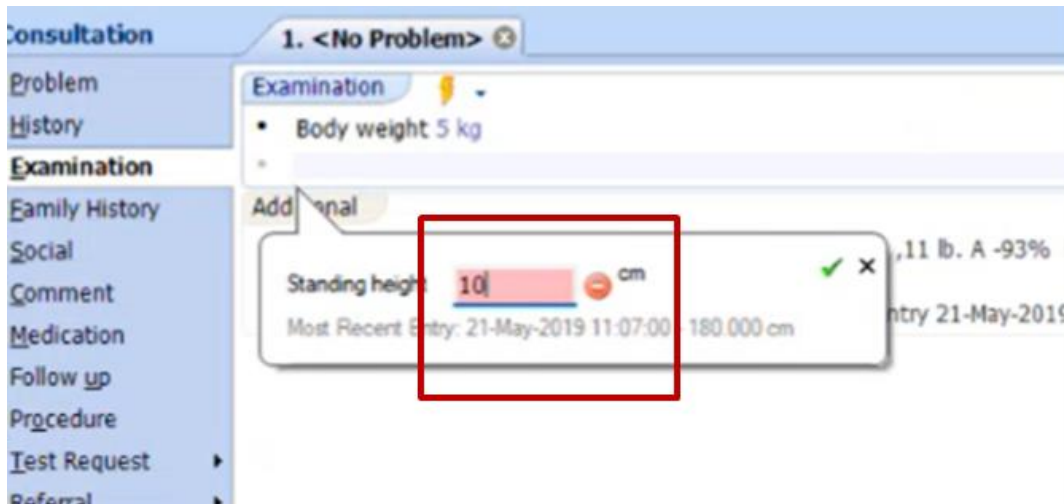 Consultation
1. <No Problem>
Problem
History
Examination
Family History
Social
Comment
Medication
Follow up
Procedure
Test Request
Referral
Examination
Body weight 5 kg
Standing height 10 cm
Most Recent Entry: 21-May-2019 11:07:00 - 180.000 cm
,11 lb. A -93%
ntry 21-May-2019